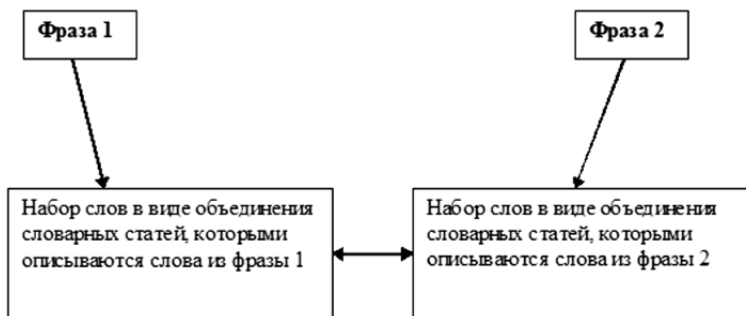 Фраза 1
Фраза 2
Набор слов в виде объединения
словарных статей, которыми
описываются слова из фразы 1
Набор слов в виде объединения
словарных статей, которыми
описываются слова из фразы 2